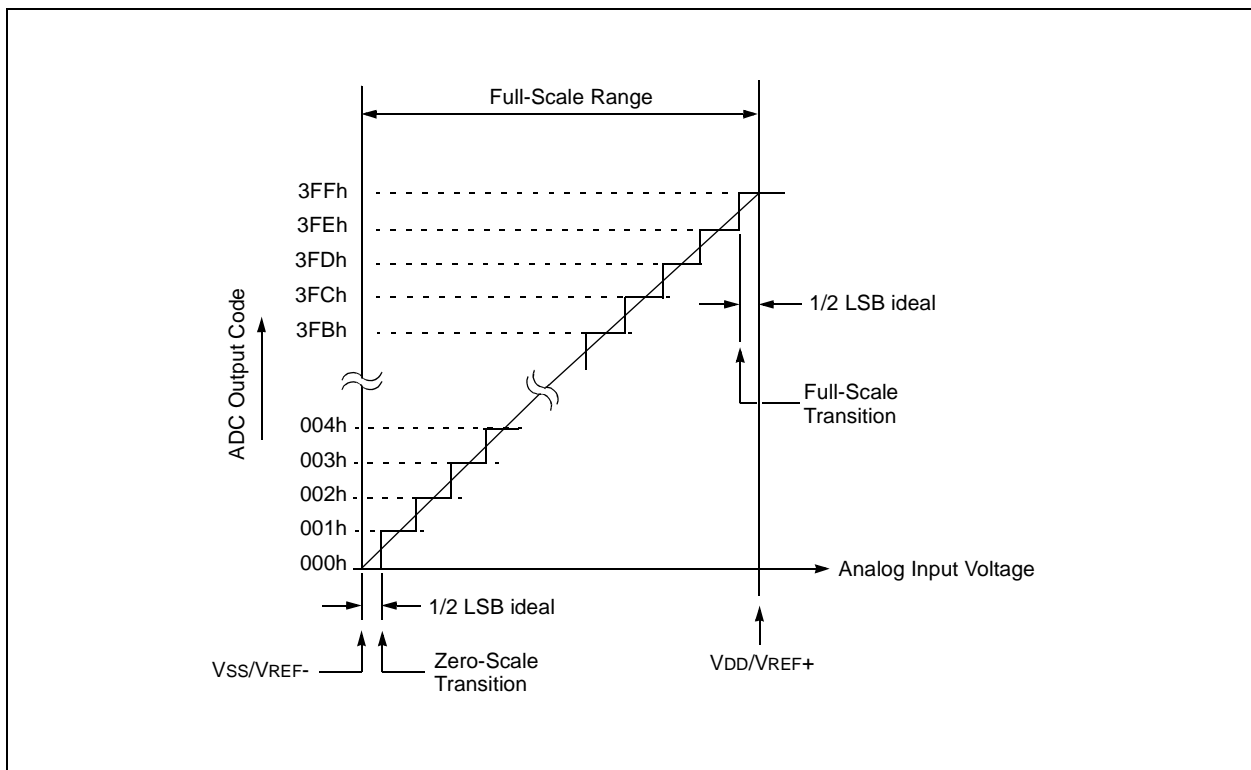 Full-Scale Range
3FFh
3FEh
3FDh
3FCh
3FBh
1/2 LSB ideal
ADC Output Code
Full-Scale
Transition
004h
003h
002h
001h
000h
Analog Input Voltage
1/2 LSB ideal
VSS/VREF-
Zero-Scale
Transition
VDD/VREF+